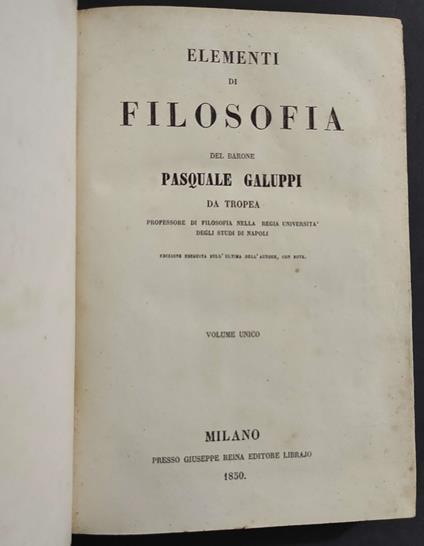 ELEMENTI
DI
FILOSOFIA
DEL BARONE
PASQUALE GALUPPI
DA TROPEA
PROFESSORE DI FILOSOFIA NELLA REGIA UNIVERSITA'
DEGLI STUDI DI NAPOLI
EDIZIONE ESEGUITA SULL'ULTIMA DELL'AUTORE, CON NOTE.
VOLUME UNICO
MILANO
PRESSO GIUSEPPE REINA EDITORE LIBRAJO
1850.